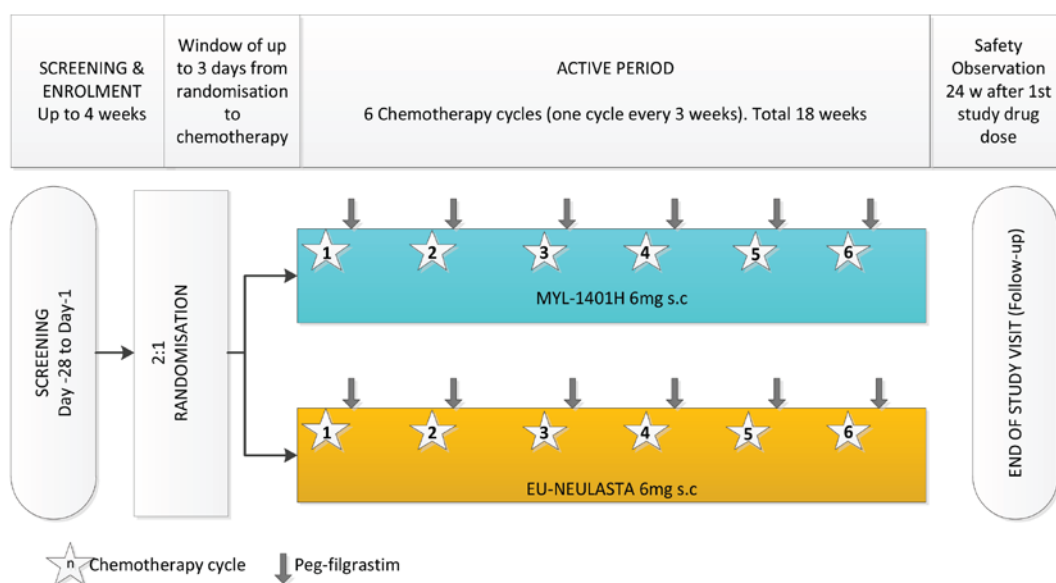 SCREENING &
ENROLMENT
Up to 4 weeks
Window of up
to 3 days from
randomisation
to
chemotherapy
ACTIVE PERIOD
6 Chemotherapy cycles (one cycle every 3 weeks). Total 18 weeks
Safety
Observation
24 w after 1st
study drug
dose
SCREENING
Day -28 to Day-1
2:1
RANDOMISATION
1 2 3 4 5 6
MYL-1401H 6mg s.c
1 2 3 4 5 6
EU-NEULASTA 6mg s.c
END OF STUDY VISIT (Follow-up)
n Chemotherapy cycle
Peg-filgrastim